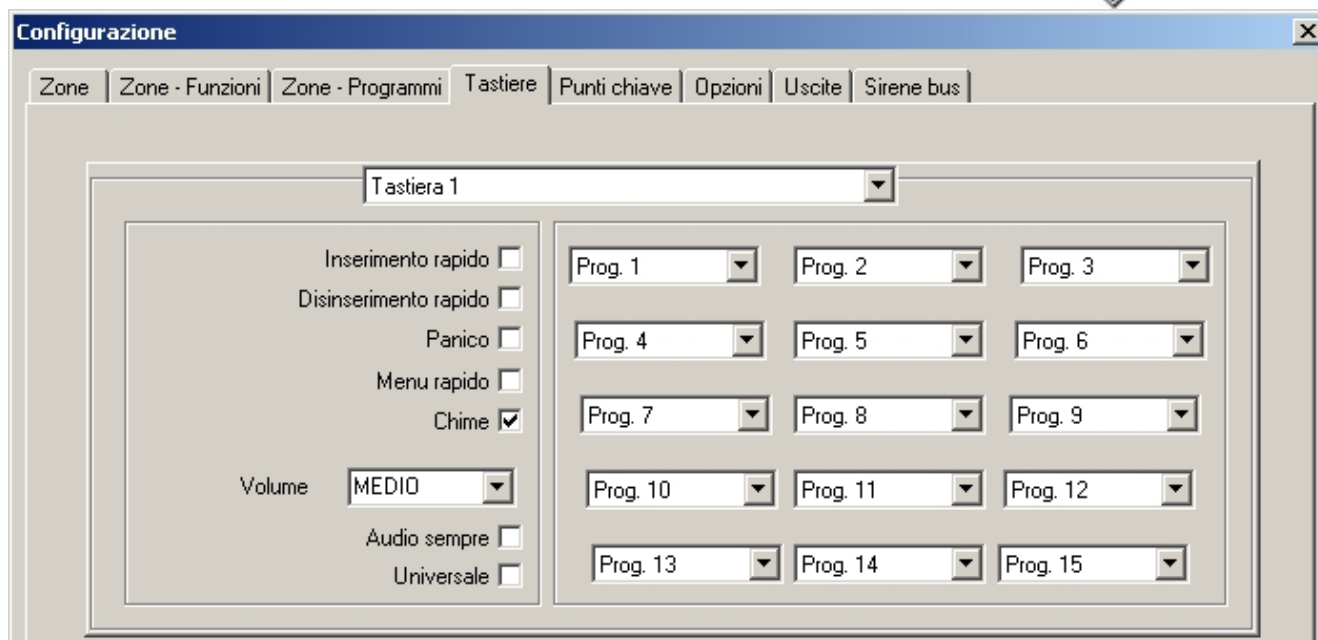 Configurazione
Zone Zone - Funzioni Zone - Programmi Tastiere Punti chiave Opzioni Uscite Sirene bus
Tastiera 1
Inserimento rapido
Disinserimento rapido
Panico
Menu rapido
Chime
Volume MEDIO
Audio sempre
Universale
Prog. 1 Prog. 2 Prog. 3
Prog. 4 Prog. 5 Prog. 6
Prog. 7 Prog. 8 Prog. 9
Prog. 10 Prog. 11 Prog. 12
Prog. 13 Prog. 14 Prog. 15